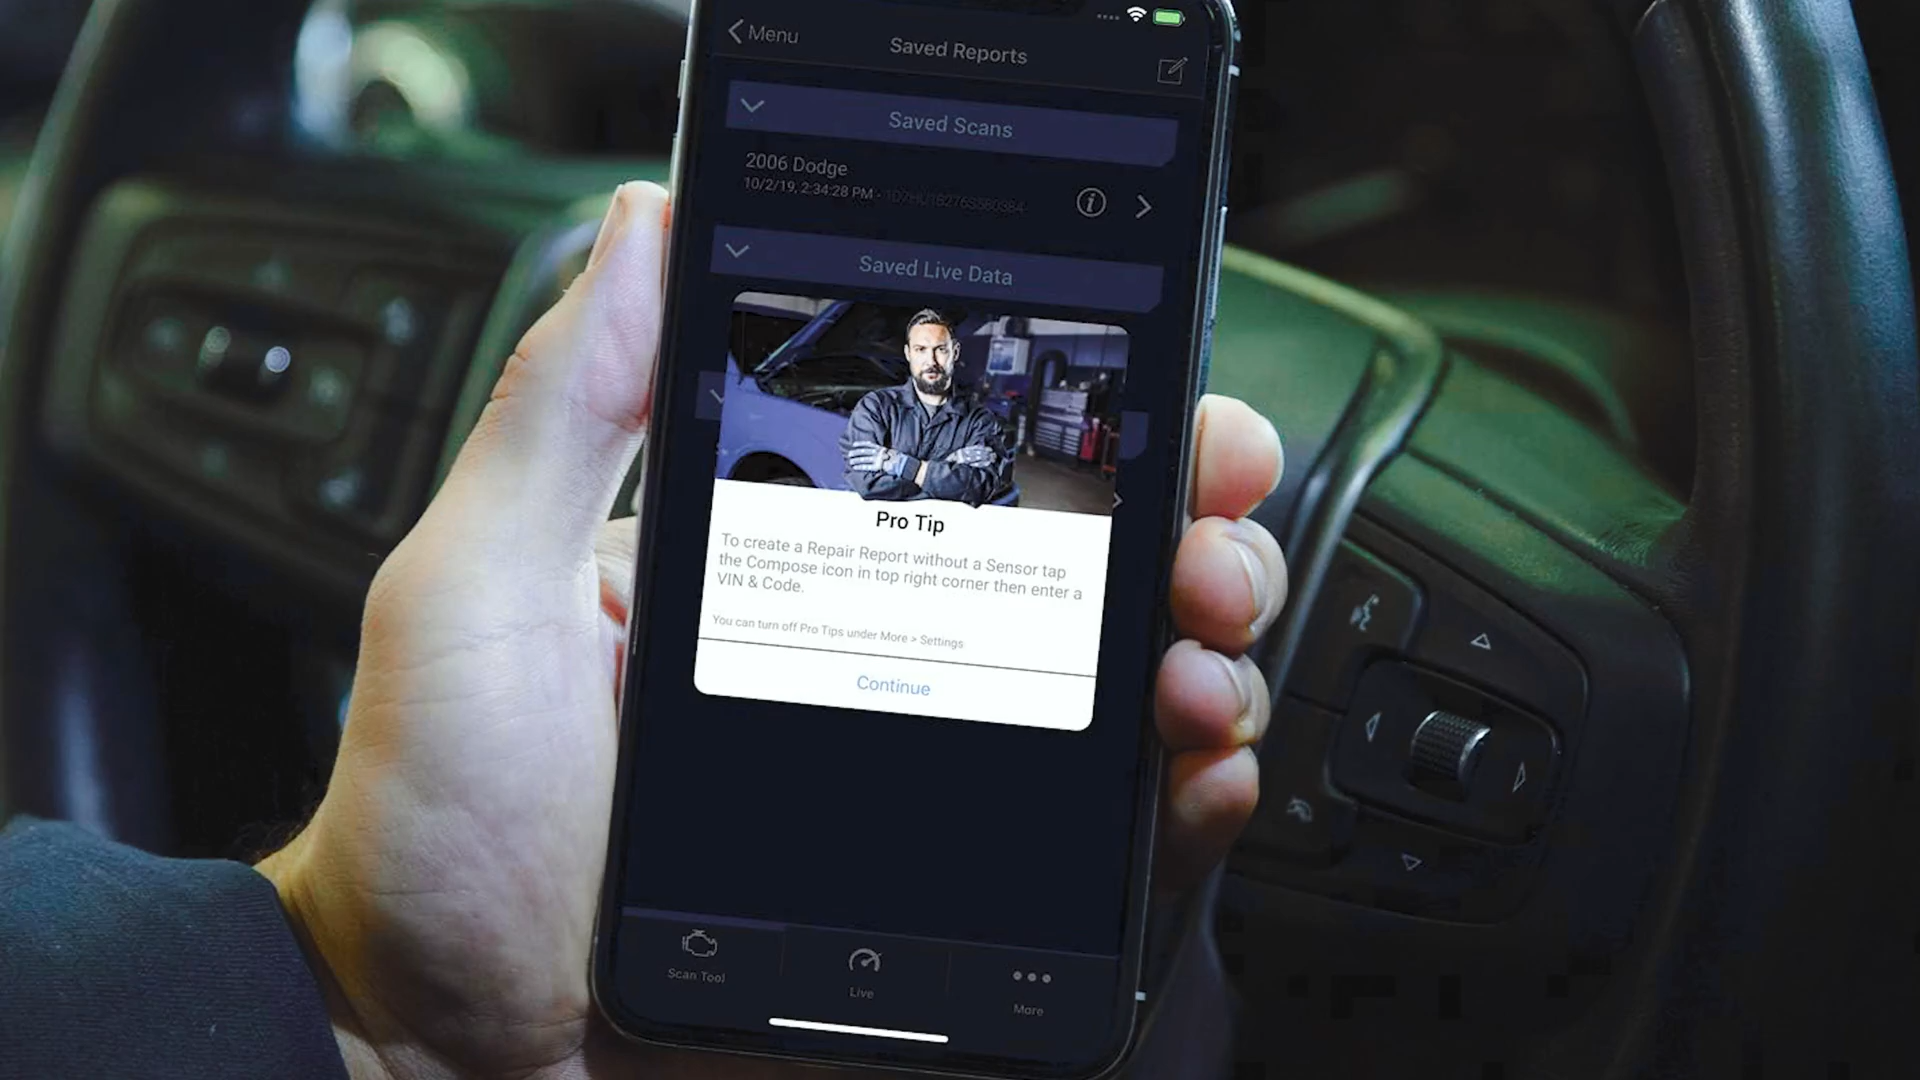 Menu
Saved Reports
Saved Scans
2006 Dodge
10/2/19, 2:34:28 PM -
Saved Live Data
Pro Tip
To create a Repair Report without a Sensor tap
the Compose icon in top right corner then enter a
VIN & Code.
You can turn off Pro Tips under More > Settings
Continue
Scan Tool
Live
More